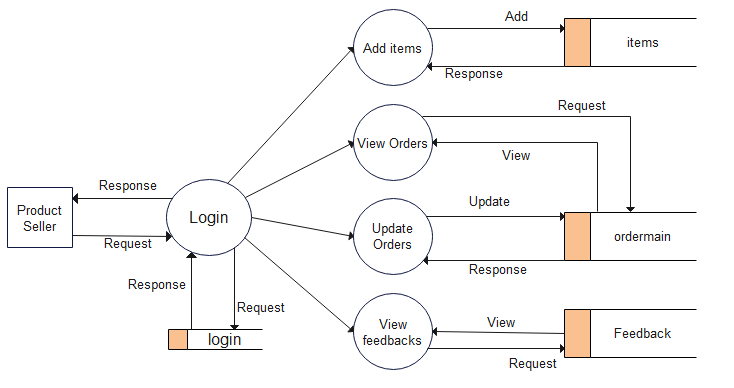 Add
Add items
items
Response
Request
View Orders
View
Response
Product
Seller
Login
Request
Update
Update
Orders
ordermain
Response
Response
Request
login
View
feedbacks
View
Feedback
Request